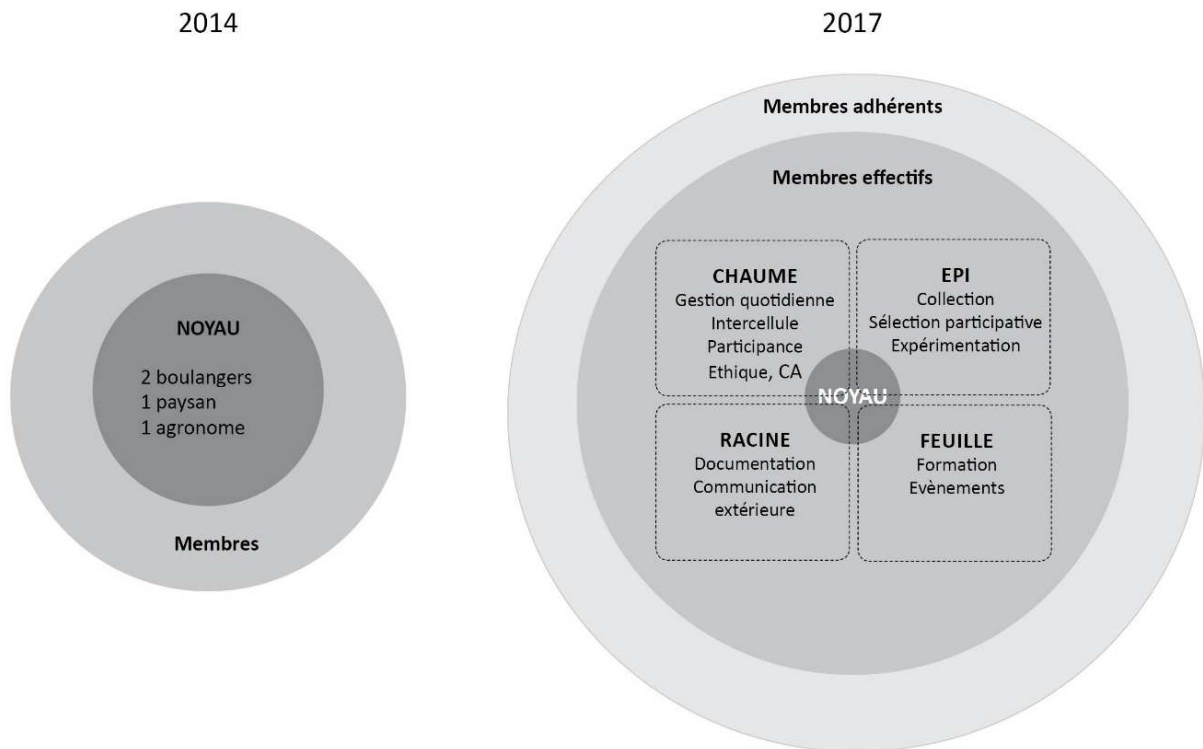 2014
NOYAU
2 boulangers
1 paysan
1 agronome
Membres
2017
Membres adhérents
Membres effectifs
CHAUME
Gestion quotidienne
Intercellule
Participance
Ethique, CA
EPI
Collection
Sélection participative
Expérimentation
NOYAU
RACINE
Documentation
Communication
extérieure
FEUILLE
Formation
Evènements